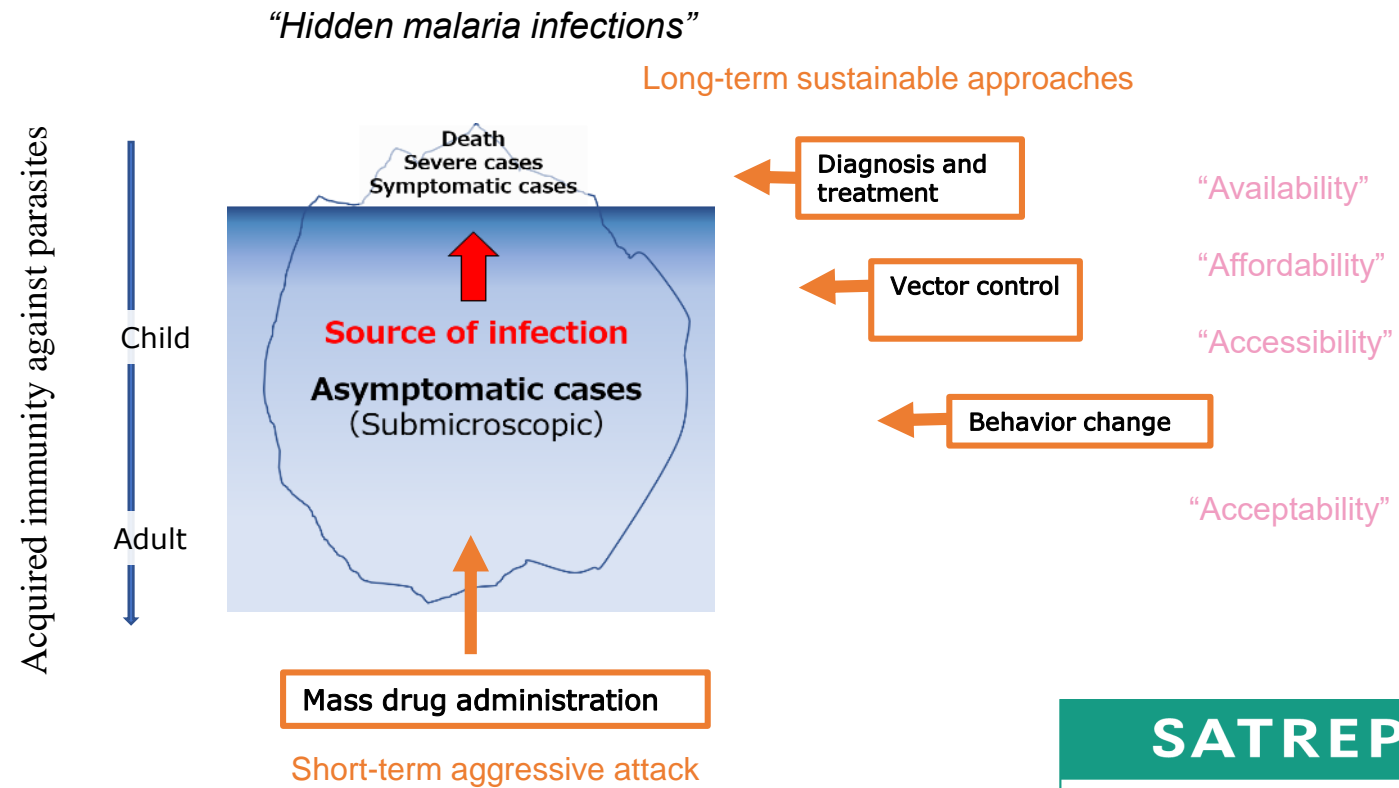 “Hidden malaria infections”
Long-term sustainable approaches
Acquired immunity against parasites
Child
Adult
Death
Severe cases
Symptomatic cases
Source of infection
Asymptomatic cases
(Submicroscopic)
Diagnosis and
treatment
Vector control
Behavior change
“Availability”
“Affordability”
“Accessibility”
“Acceptability”
Mass drug administration
Short-term aggressive attack
SATREP